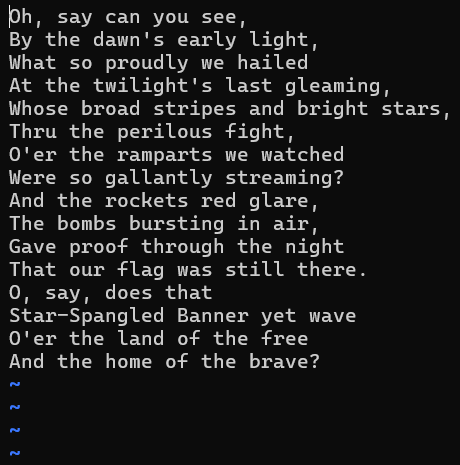 Oh, say can you see,
By the dawn's early light,
What so proudly we hailed
At the twilight's last gleaming,
Whose broad stripes and bright stars,
Thru the perilous fight,
O'er the ramparts we watched
Were so gallantly streaming?
And the rockets red glare,
The bombs bursting in air,
Gave proof through the night
That our flag was still there.
O, say, does that
Star-Spangled Banner yet wave
O'er the land of the free
And the home of the brave?
~
~
~
~